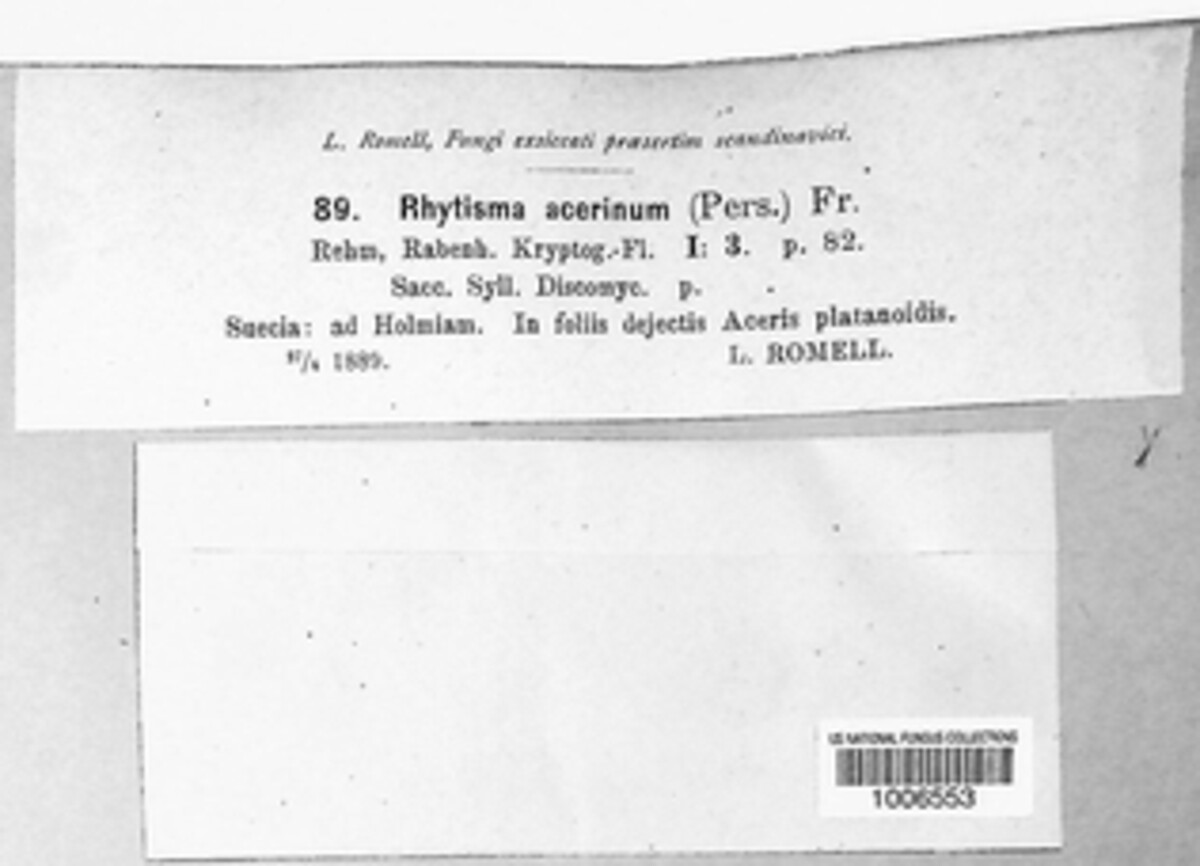 L. Romell, Fungi exsiccati præsertim scandinavici.
89. Rhytisma acerinum (Pers.) Fr.
Rehm, Rabenh. Kryptog.-Fl. I: 3. p. 82.
Sacc. Syll. Discomyc. p. .
Suecia: ad Holmiam. In foliis dejectis Aceris platanoidis.
1889. L. ROMELL.
US NATIONAL FUNGUS COLLECTIONS
1006553